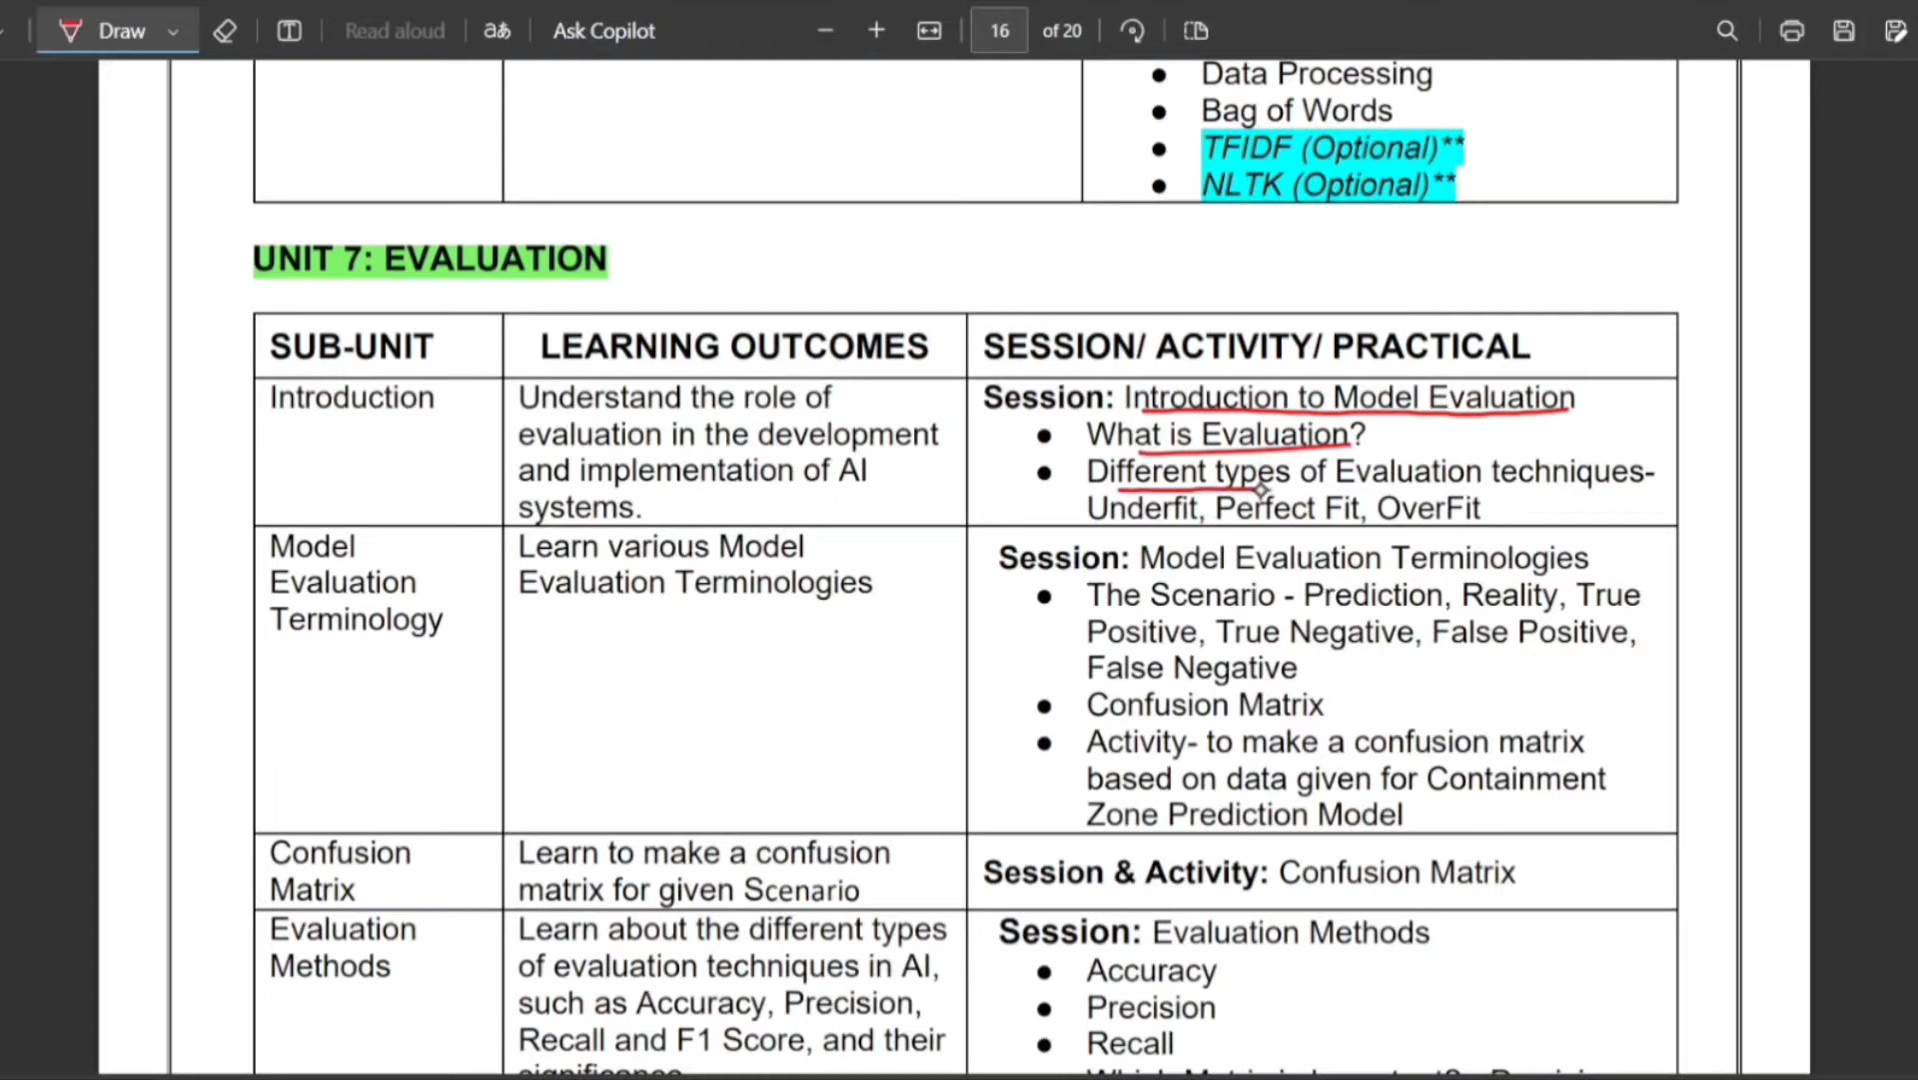 Draw
Read aloud
aあ
Ask Copilot
16
of 20
Data Processing
Bag of Words
TFIDF (Optional)**
NLTK (Optional)**
UNIT 7: EVALUATION
SUB-UNIT
LEARNING OUTCOMES
SESSION/ ACTIVITY/ PRACTICAL
Introduction
Understand the role of
evaluation in the development
and implementation of AI
systems.
Session: Introduction to Model Evaluation
What is Evaluation?
Different types of Evaluation techniques-
Underfit, Perfect Fit, OverFit
Model
Evaluation
Terminology
Learn various Model
Evaluation Terminologies
Session: Model Evaluation Terminologies
The Scenario - Prediction, Reality, True
Positive, True Negative, False Positive,
False Negative
Confusion Matrix
Activity- to make a confusion matrix
based on data given for Containment
Zone Prediction Model
Confusion
Matrix
Learn to make a confusion
matrix for given Scenario
Session & Activity: Confusion Matrix
Evaluation
Methods
Learn about the different types
of evaluation techniques in AI,
such as Accuracy, Precision,
Recall and F1 Score, and their
significance
Session: Evaluation Methods
Accuracy
Precision
Recall